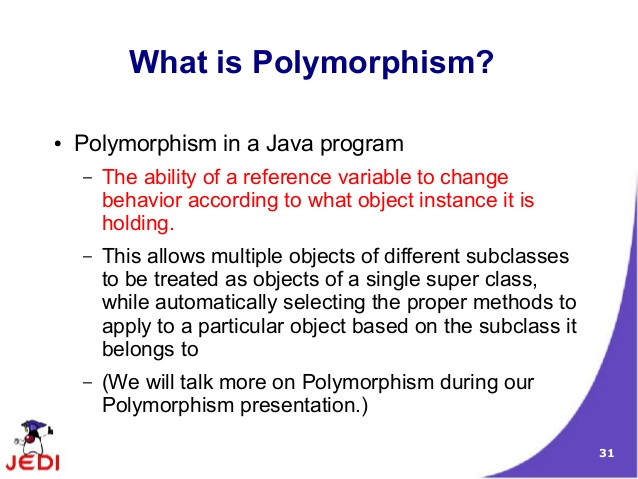 What is Polymorphism?
• Polymorphism in a Java program
– The ability of a reference variable to change
behavior according to what object instance it is
holding.
– This allows multiple objects of different subclasses
to be treated as objects of a single super class,
while automatically selecting the proper methods to
apply to a particular object based on the subclass it
belongs to
– (We will talk more on Polymorphism during our
Polymorphism presentation.)
JEDI
31